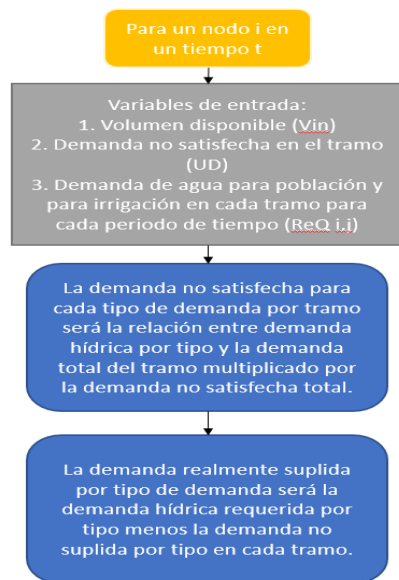 Para un nodo i en
un tiempo t
Variables de entrada:
1. Volumen disponible (Vin)
2. Demanda no satisfecha en el tramo
(UD)
3. Demanda de agua para población y
para irrigación en cada tramo para
cada periodo de tiempo (ReQ i,j)
La demanda no satisfecha para
cada tipo de demanda por tramo
será la relación entre demanda
hídrica por tipo y la demanda
total del tramo multiplicado por
la demanda no satisfecha total.
La demanda realmente suplida
por tipo de demanda será la
demanda hídrica requerida por
tipo menos la demanda no
suplida por tipo en cada tramo.